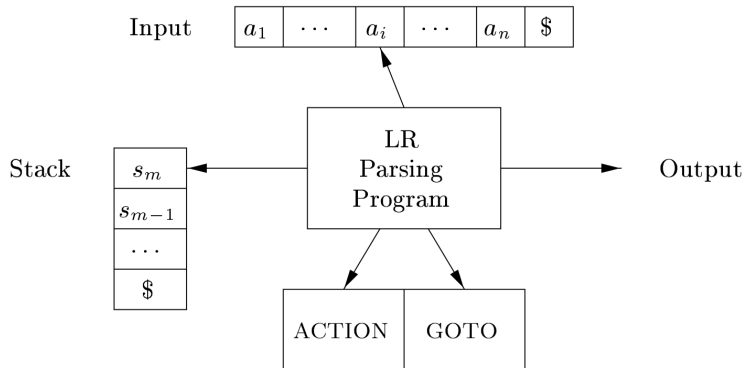 Input a₁ ··· aᵢ ··· aₙ $
LR
Parsing
Program
Stack
sₘ
sₘ₋₁
···
$
Output
ACTION GOTO